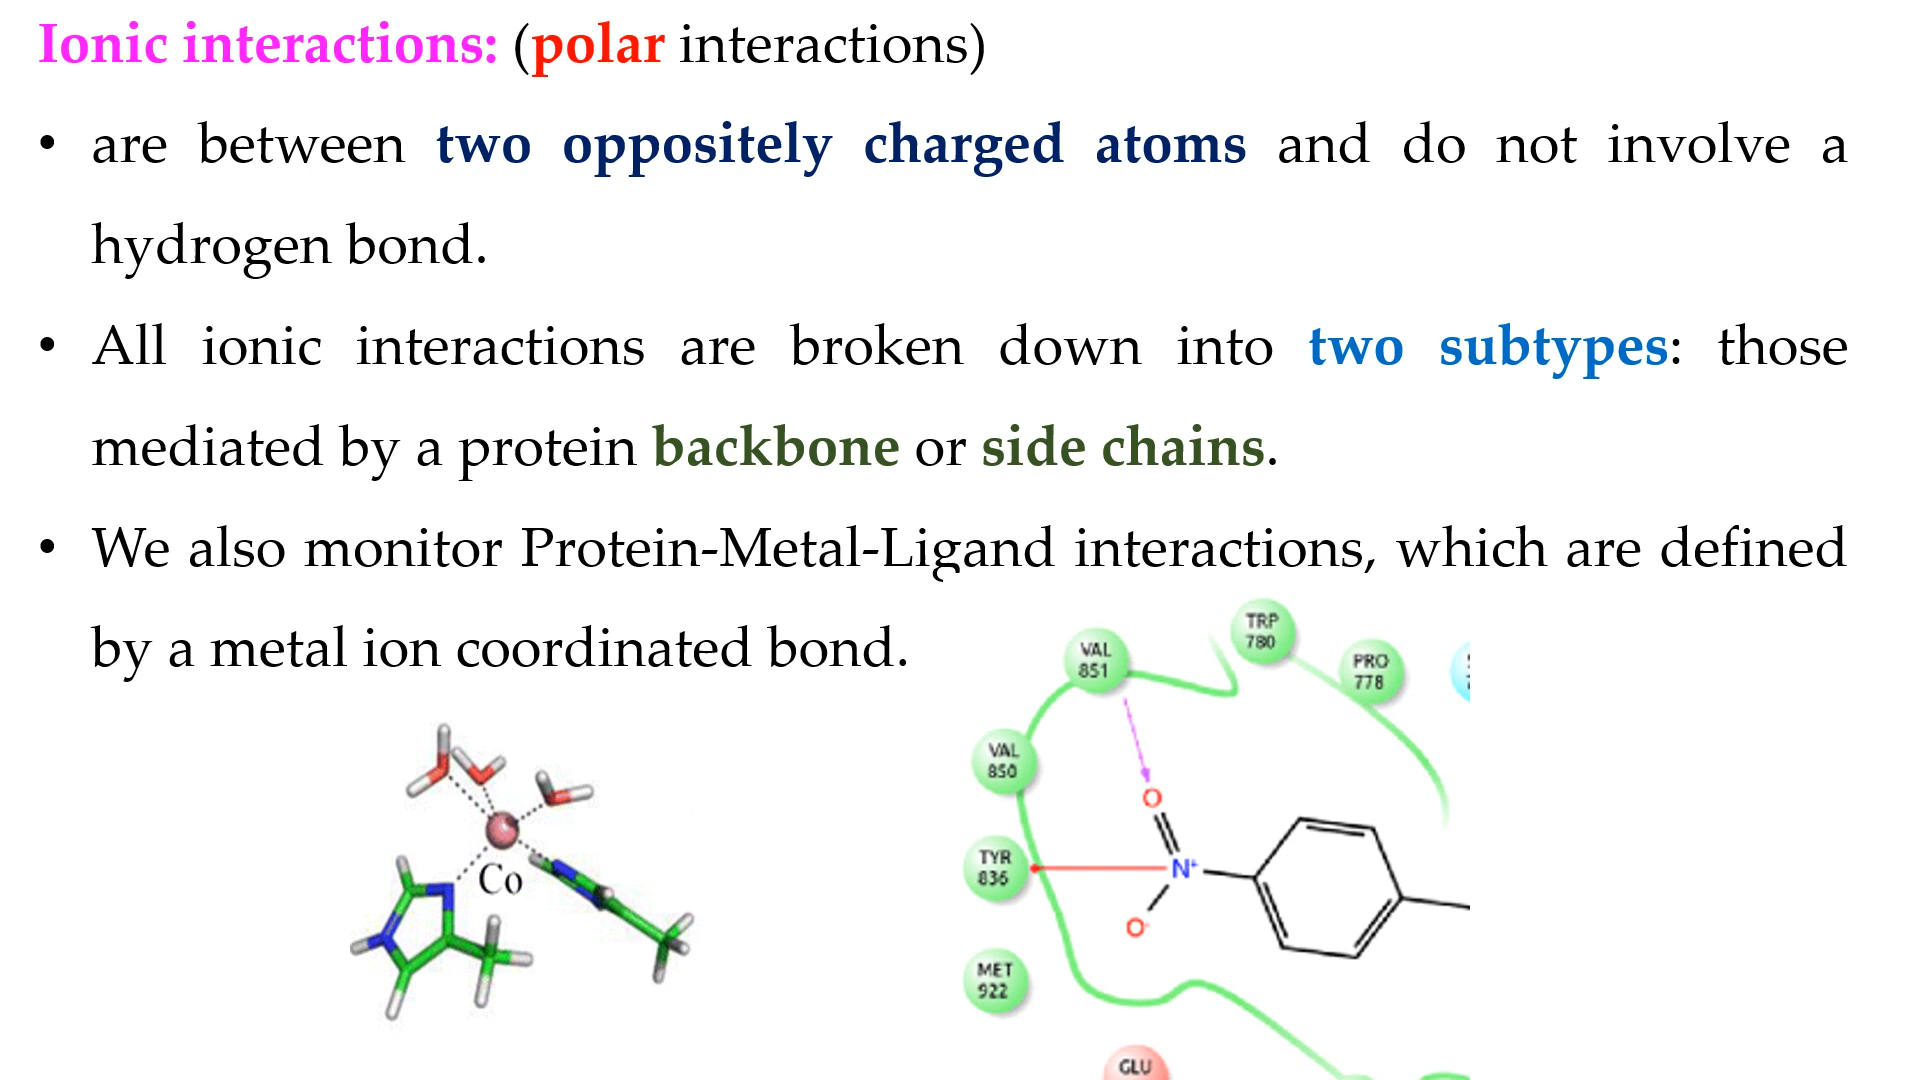 Ionic interactions: (polar interactions)
• are between two oppositely charged atoms and do not involve a
hydrogen bond.
• All ionic interactions are broken down into two subtypes: those
mediated by a protein backbone or side chains.
• We also monitor Protein-Metal-Ligand interactions, which are defined
by a metal ion coordinated bond.
Co
TRP
780
VAL
851
PRO
778
VAL
850
O
TYR
836
N+
O-
MET
922
GLU